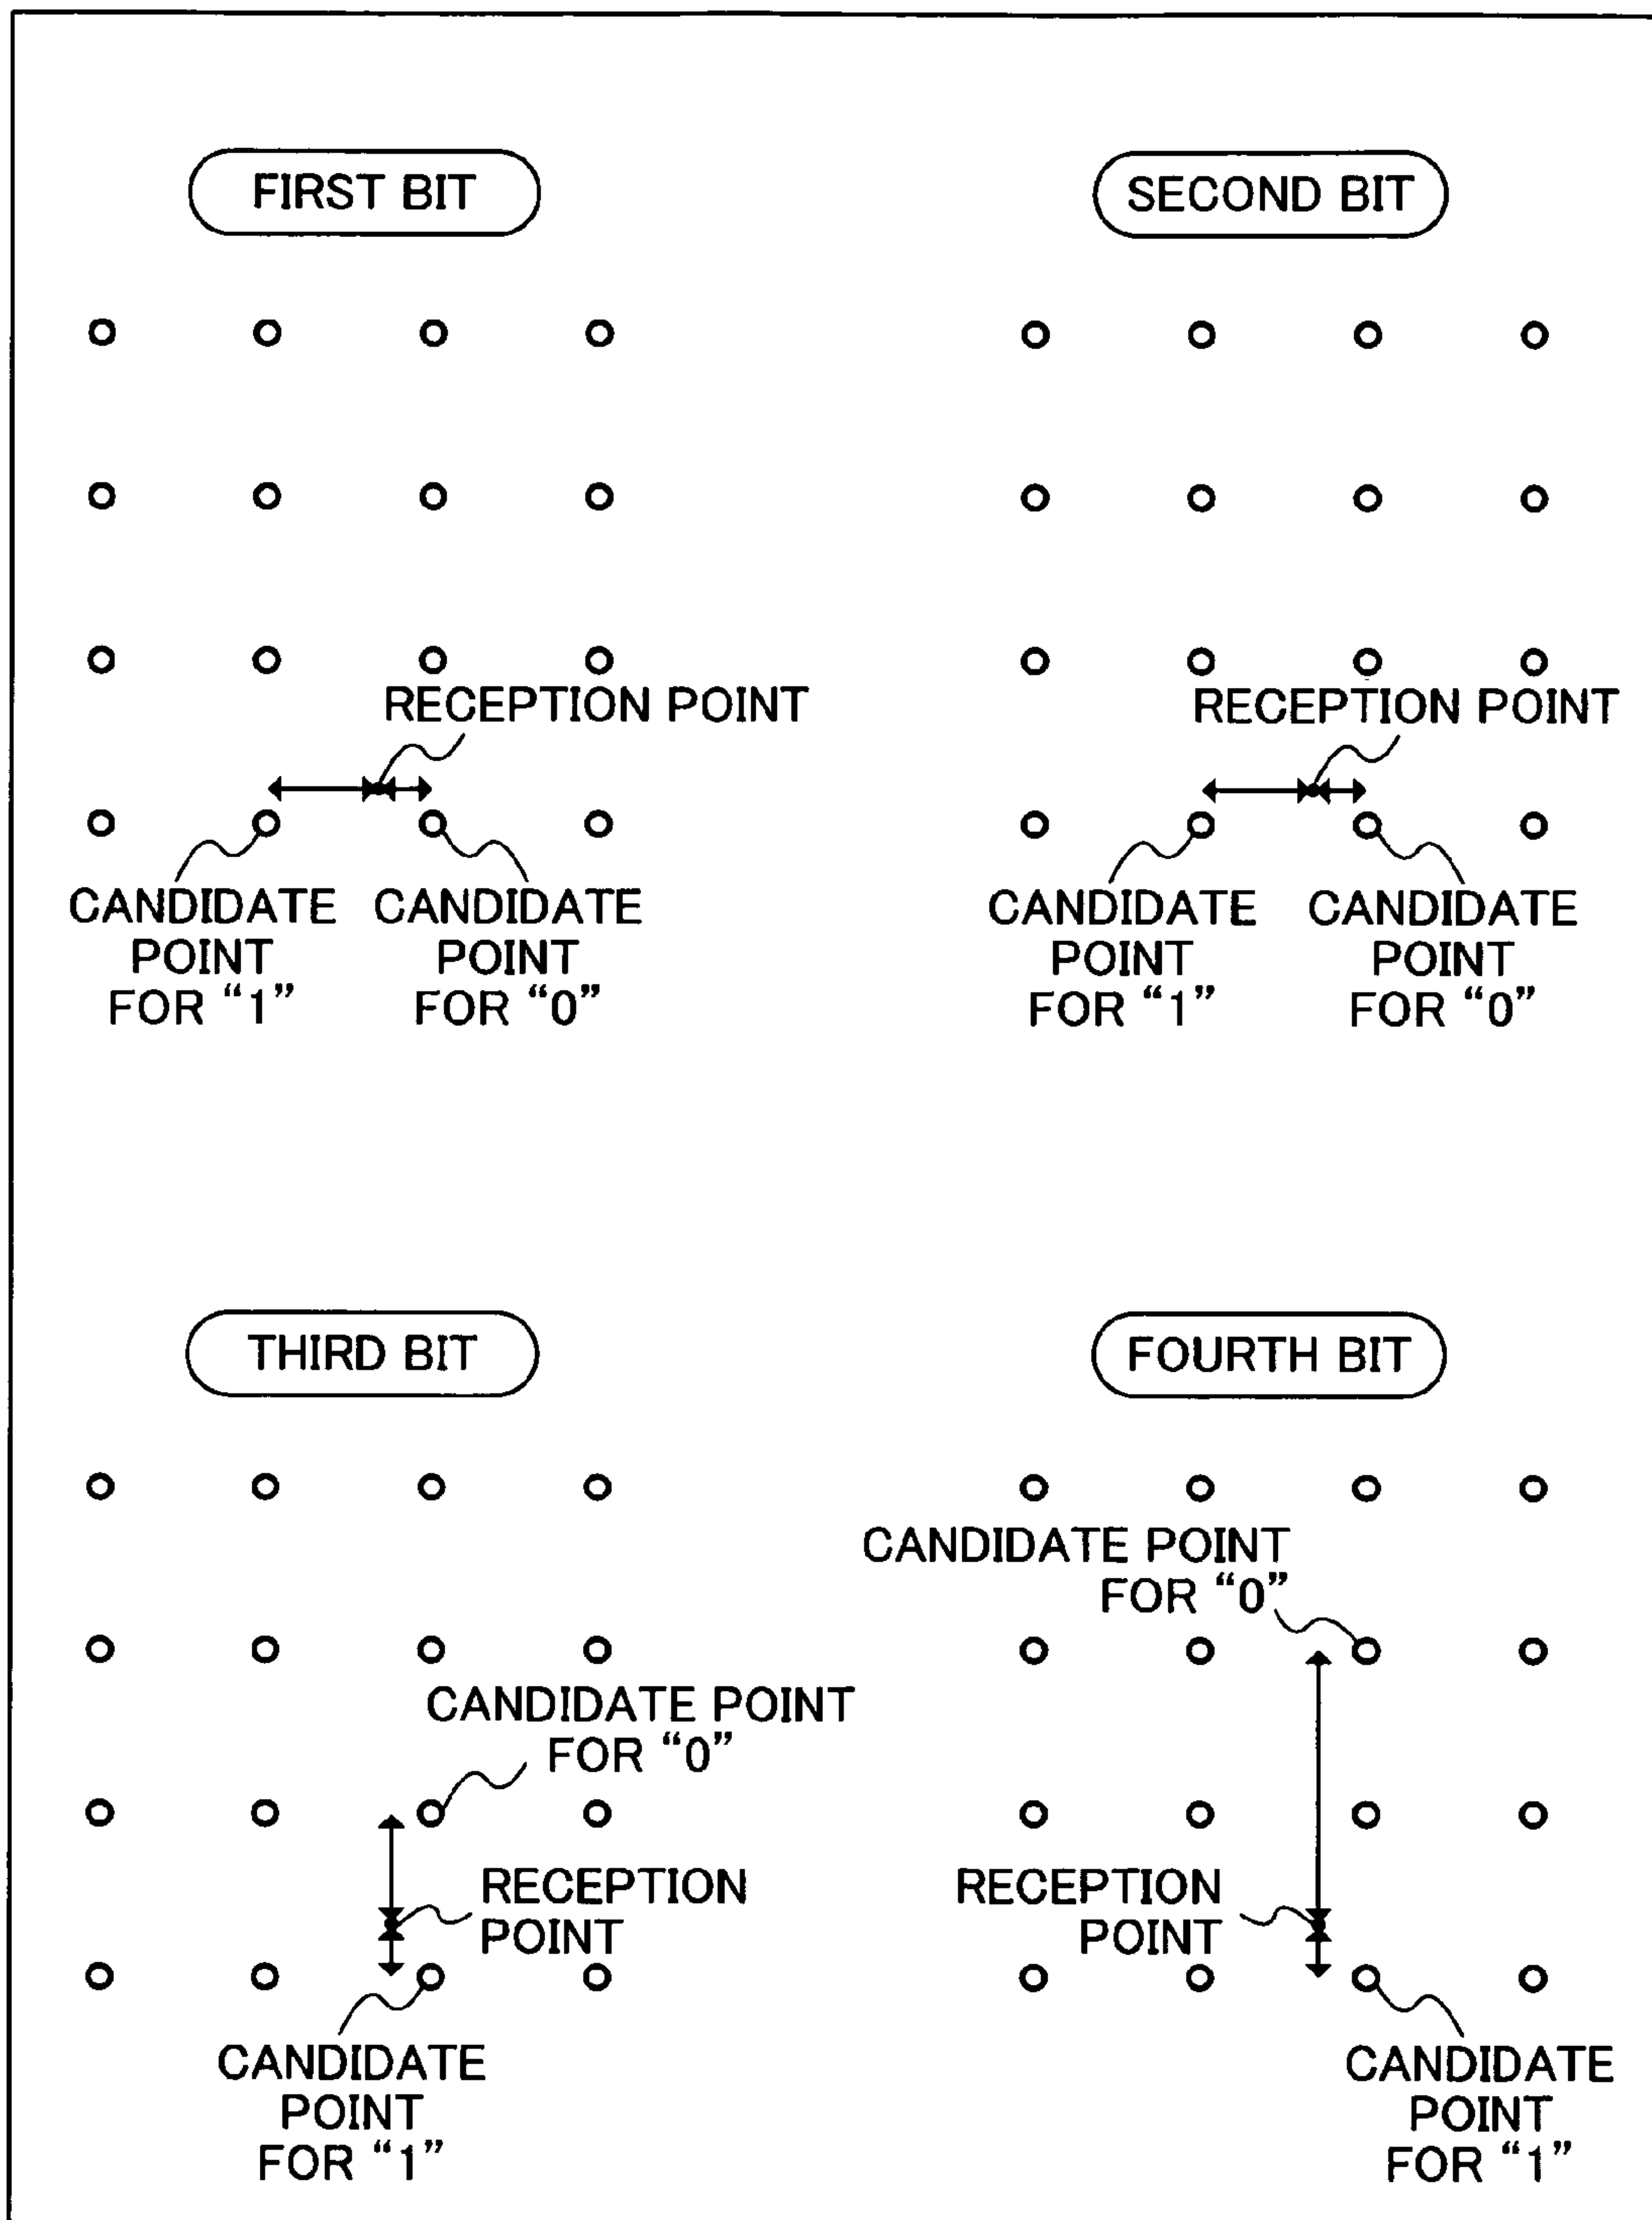 FIRST BIT
RECEPTION POINT
CANDIDATE
POINT
FOR “1”
CANDIDATE
POINT
FOR “0”
SECOND BIT
RECEPTION POINT
CANDIDATE
POINT
FOR “1”
CANDIDATE
POINT
FOR “0”
THIRD BIT
CANDIDATE POINT
FOR “0”
RECEPTION
POINT
CANDIDATE
POINT
FOR “1”
FOURTH BIT
CANDIDATE POINT
FOR “0”
RECEPTION
POINT
CANDIDATE
POINT
FOR “1”